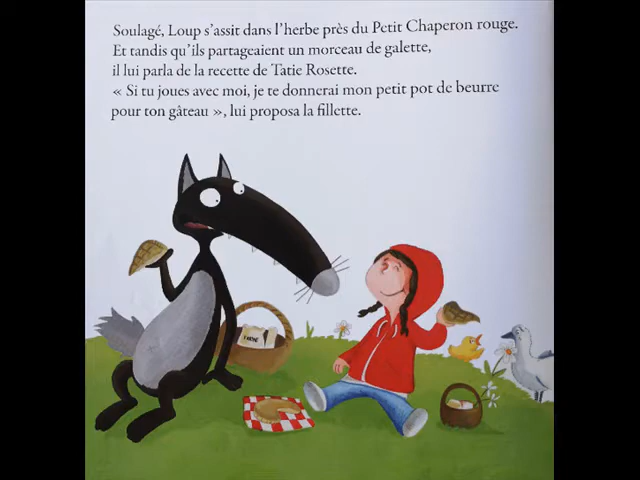 Soulagé, Loup s'assit dans l'herbe près du Petit Chaperon rouge.
Et tandis qu'ils partageaient un morceau de galette,
il lui parla de la recette de Tatie Rosette.
« Si tu joues avec moi, je te donnerai mon petit pot de beurre
pour ton gâteau », lui proposa la fillette.